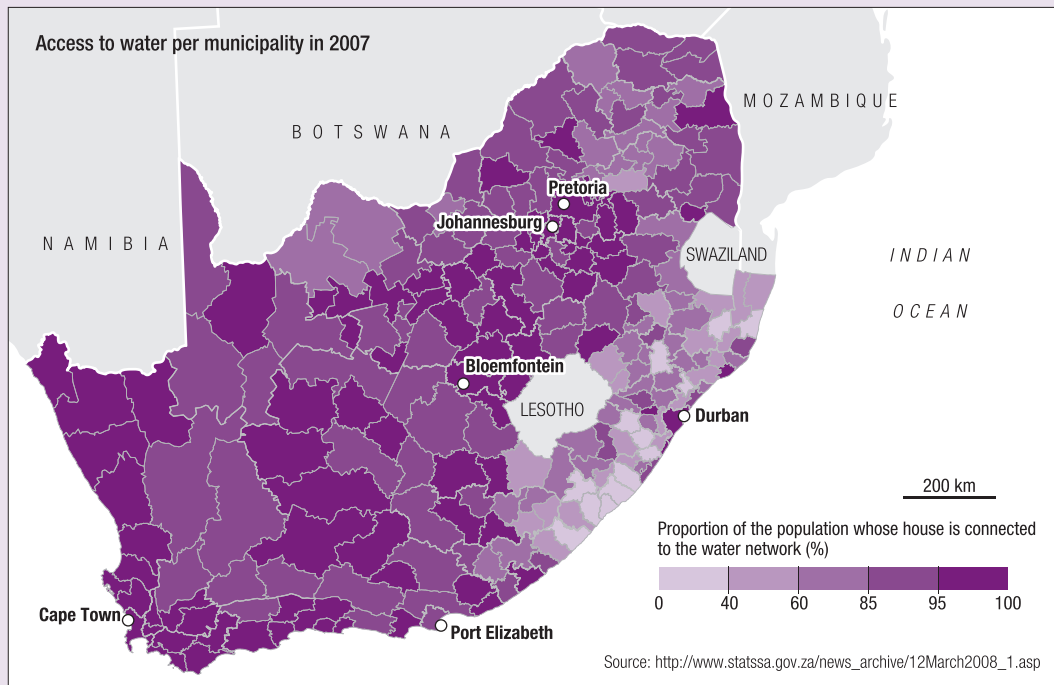 Access to water per municipality in 2007
MOZAMBIQUE
BOTSWANA
Pretoria
Johannesburg
NAMIBIA
SWAZILAND
INDIAN
OCEAN
Bloemfontein
LESOTHO
Durban
200 km
Proportion of the population whose house is connected
to the water network (%)
0 40 60 85 95 100
Cape Town
Port Elizabeth
Source: http://www.statssa.gov.za/news_archive/12March2008_1.asp